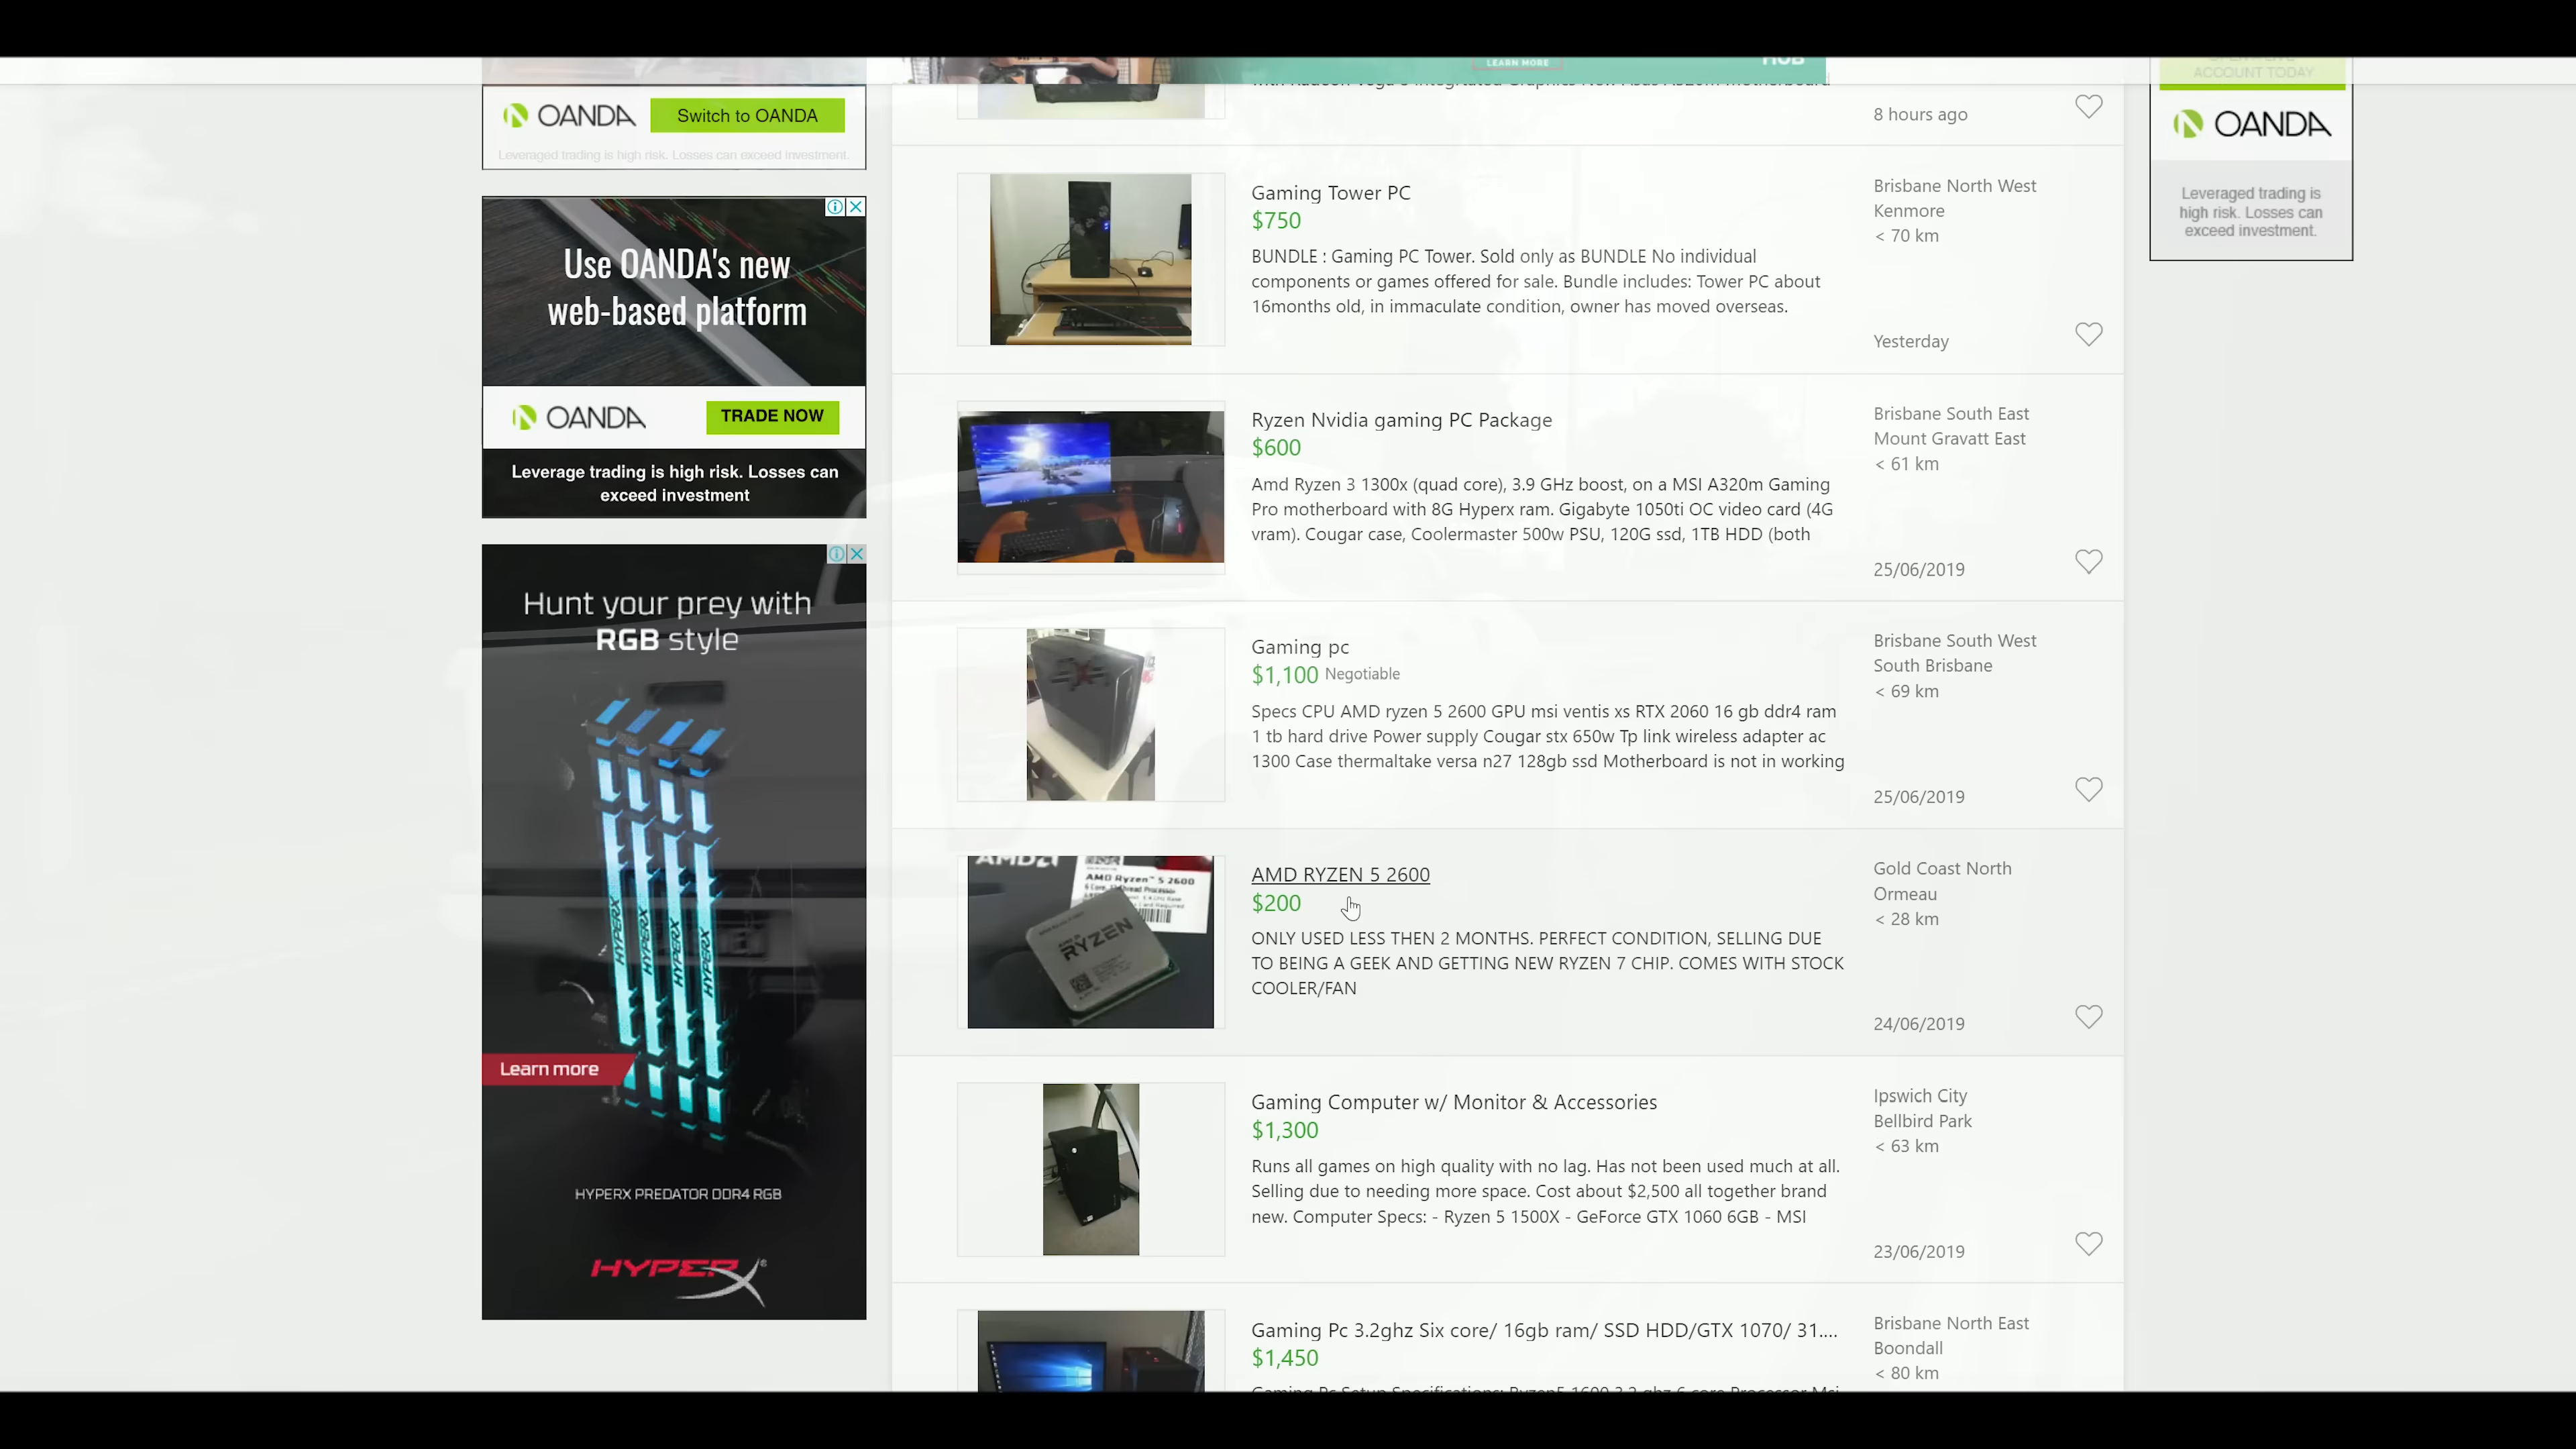 LEARN MORE
HUB
ACCOUNT TODAY
OANDA
Switch to OANDA
Leveraged trading is high risk. Losses can exceed investment.
OANDA
Leveraged trading is
high risk. Losses can
exceed investment.
Use OANDA's new
web-based platform
OANDA
TRADE NOW
Leverage trading is high risk. Losses can
exceed investment
Hunt your prey with
RGB style
HYPERX HYPERX HYPERX HYPERX
Learn more
HYPERX PREDATOR DDR4 RGB
HYPERX
8 hours ago
Gaming Tower PC
$750
BUNDLE : Gaming PC Tower. Sold only as BUNDLE No individual
components or games offered for sale. Bundle includes: Tower PC about
16months old, in immaculate condition, owner has moved overseas.
Brisbane North West
Kenmore
< 70 km
Yesterday
Ryzen Nvidia gaming PC Package
$600
Amd Ryzen 3 1300x (quad core), 3.9 GHz boost, on a MSI A320m Gaming
Pro motherboard with 8G Hyperx ram. Gigabyte 1050ti OC video card (4G
vram). Cougar case, Coolermaster 500w PSU, 120G ssd, 1TB HDD (both
Brisbane South East
Mount Gravatt East
< 61 km
25/06/2019
Gaming pc
$1,100 Negotiable
Specs CPU AMD ryzen 5 2600 GPU msi ventis xs RTX 2060 16 gb ddr4 ram
1 tb hard drive Power supply Cougar stx 650w Tp link wireless adapter ac
1300 Case thermaltake versa n27 128gb ssd Motherboard is not in working
Brisbane South West
South Brisbane
< 69 km
25/06/2019
AMD
AMD Ryzen™ 5 2600
RYZEN
AMD RYZEN 5 2600
$200
ONLY USED LESS THEN 2 MONTHS. PERFECT CONDITION, SELLING DUE
TO BEING A GEEK AND GETTING NEW RYZEN 7 CHIP. COMES WITH STOCK
COOLER/FAN
Gold Coast North
Ormeau
< 28 km
24/06/2019
Gaming Computer w/ Monitor & Accessories
$1,300
Runs all games on high quality with no lag. Has not been used much at all.
Selling due to needing more space. Cost about $2,500 all together brand
new. Computer Specs: - Ryzen 5 1500X - GeForce GTX 1060 6GB - MSI
Ipswich City
Bellbird Park
< 63 km
23/06/2019
Gaming Pc 3.2ghz Six core/ 16gb ram/ SSD HDD/GTX 1070/ 31....
$1,450
Brisbane North East
Boondall
< 80 km